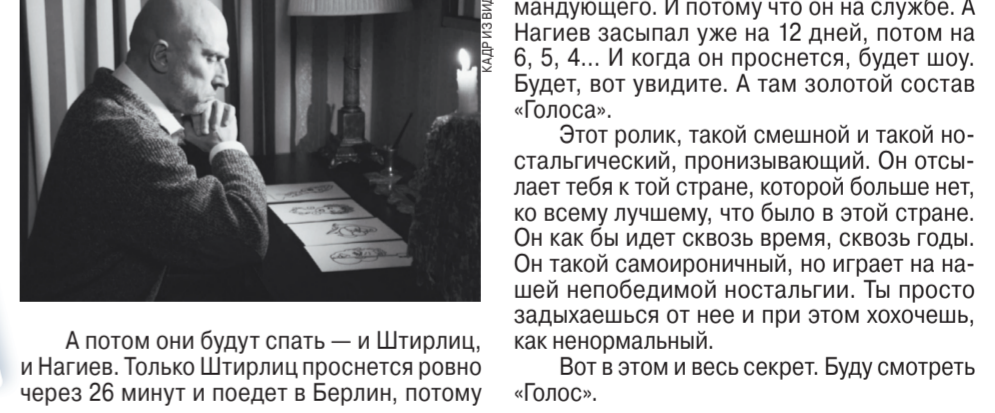 КАДР ИЗ ВИД
А потом они будут спать — и Штирлиц,
и Нагиев. Только Штирлиц проснется ровно
через 26 минут и поедет в Берлин, потому
мандующего. И потому что он на службе. А
Нагиев засыпал уже на 12 дней, потом на
6, 5, 4... И когда он проснется, будет шоу.
Будет, вот увидите. А там золотой состав
«Голоса».
Этот ролик, такой смешной и такой но-
стальгический, пронизывающий. Он отсы-
лает тебя к той стране, которой больше нет,
ко всему лучшему, что было в этой стране.
Он как бы идет сквозь время, сквозь годы.
Он такой самоироничный, но играет на на-
шей непобедимой ностальгии. Ты просто
задыхаешься от нее и при этом хохочешь,
как ненормальный.
Вот в этом и весь секрет. Буду смотреть
«Голос».